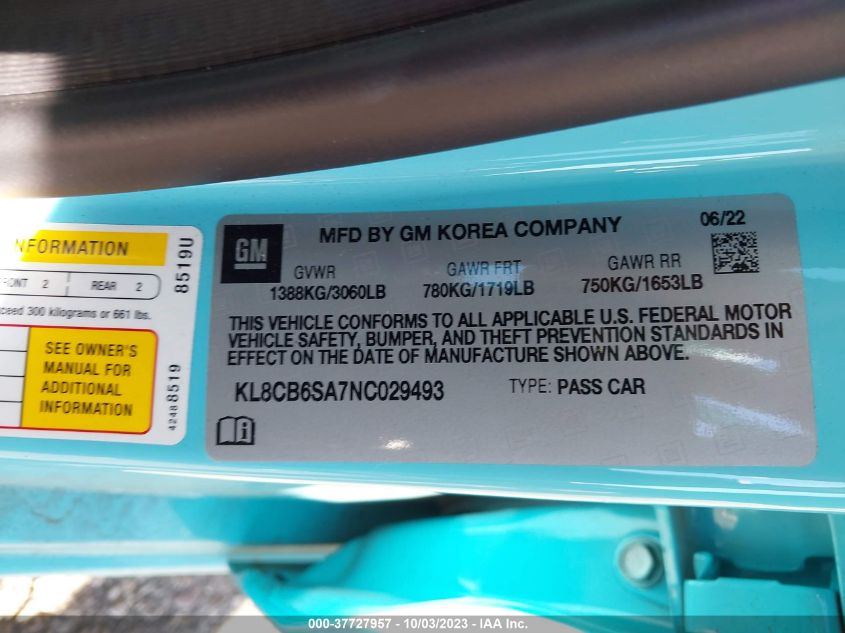 GM
MFD BY GM KOREA COMPANY
06/22
GVWR
GAWR FRT
GAWR RR
1388KG/3060LB
780KG/1719LB
750KG/1653LB
THIS VEHICLE CONFORMS TO ALL APPLICABLE U.S. FEDERAL MOTOR
VEHICLE SAFETY, BUMPER, AND THEFT PREVENTION STANDARDS IN
EFFECT ON THE DATE OF MANUFACTURE SHOWN ABOVE.
KL8CB6SA7NC029493
TYPE: PASS CAR
NFORMATION
RONT 2
REAR 2
8519U
ceed 300 kilograms or 661 lbs.
SEE OWNER'S
MANUAL FOR
ADDITIONAL
INFORMATION
4248 8519
000-37727957 - 10/03/2023 - IAA Inc.